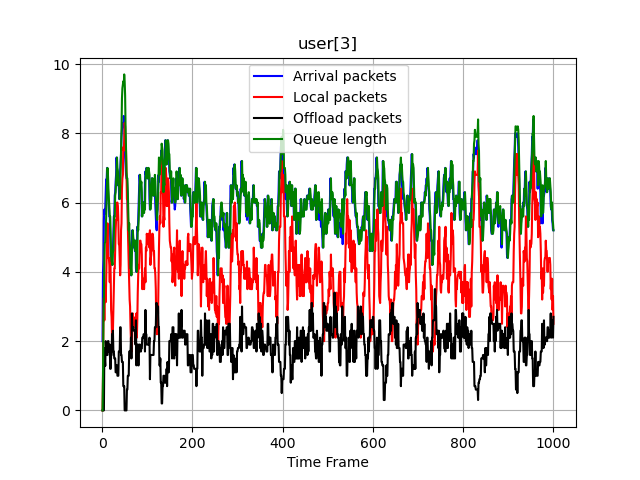 user[3]
Arrival packets
Local packets
Offload packets
Queue length
10
8
6
4
2
0
0 200 400 600 800 1000
Time Frame